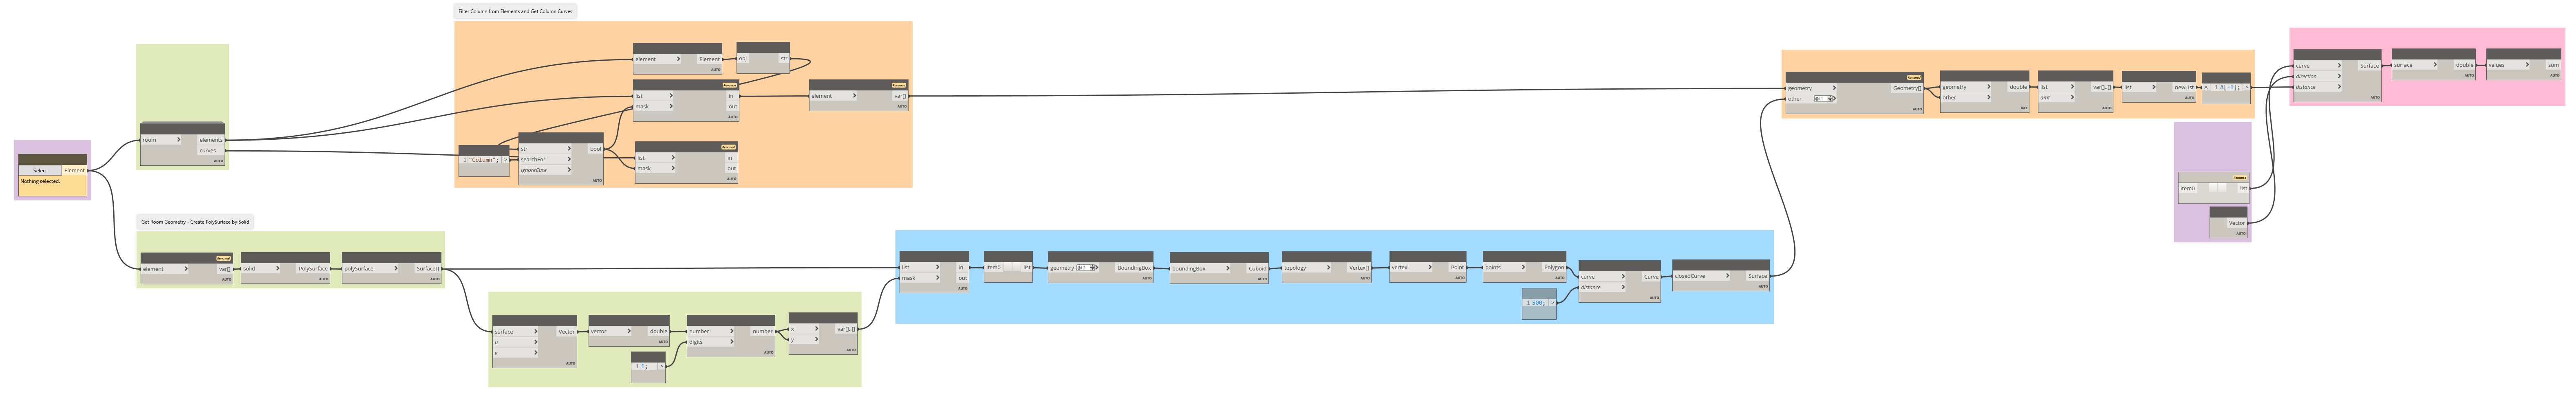 Filter Column from Elements and Get Column Curves
element > Element
AUTO
obj str
AUTO
list > in
mask > out
AUTO
element > var[]
AUTO
room > elements
curves
AUTO
Select Element
Nothing selected.
1 "Column"; >
str > bool
searchFor >
ignoreCase >
AUTO
list > in
mask > out
AUTO
geometry > Geometry[]
other
AUTO
geometry > double
other >
list > var[]..[]
amt >
AUTO
list > newList
AUTO
A 1 A[-1]; >
AUTO
curve > Surface
direction >
distance >
AUTO
surface > double
AUTO
values > sum
AUTO
item0 list
AUTO
Vector
AUTO
Get Room Geometry - Create PolySurface by Solid
element > var[]
AUTO
solid > PolySurface
AUTO
polySurface > Surface[]
AUTO
surface > Vector
u >
v >
AUTO
vector > double
AUTO
1 1; >
number > number
digits >
AUTO
x > var[]..[]
y >
AUTO
list > in
mask > out
AUTO
item0 list
AUTO
geometry BoundingBox
AUTO
boundingBox > Cuboid
AUTO
topology > Vertex[]
AUTO
vertex > Point
AUTO
points > Polygon
AUTO
1 500; >
curve > Curve
distance >
AUTO
closedCurve > Surface
AUTO